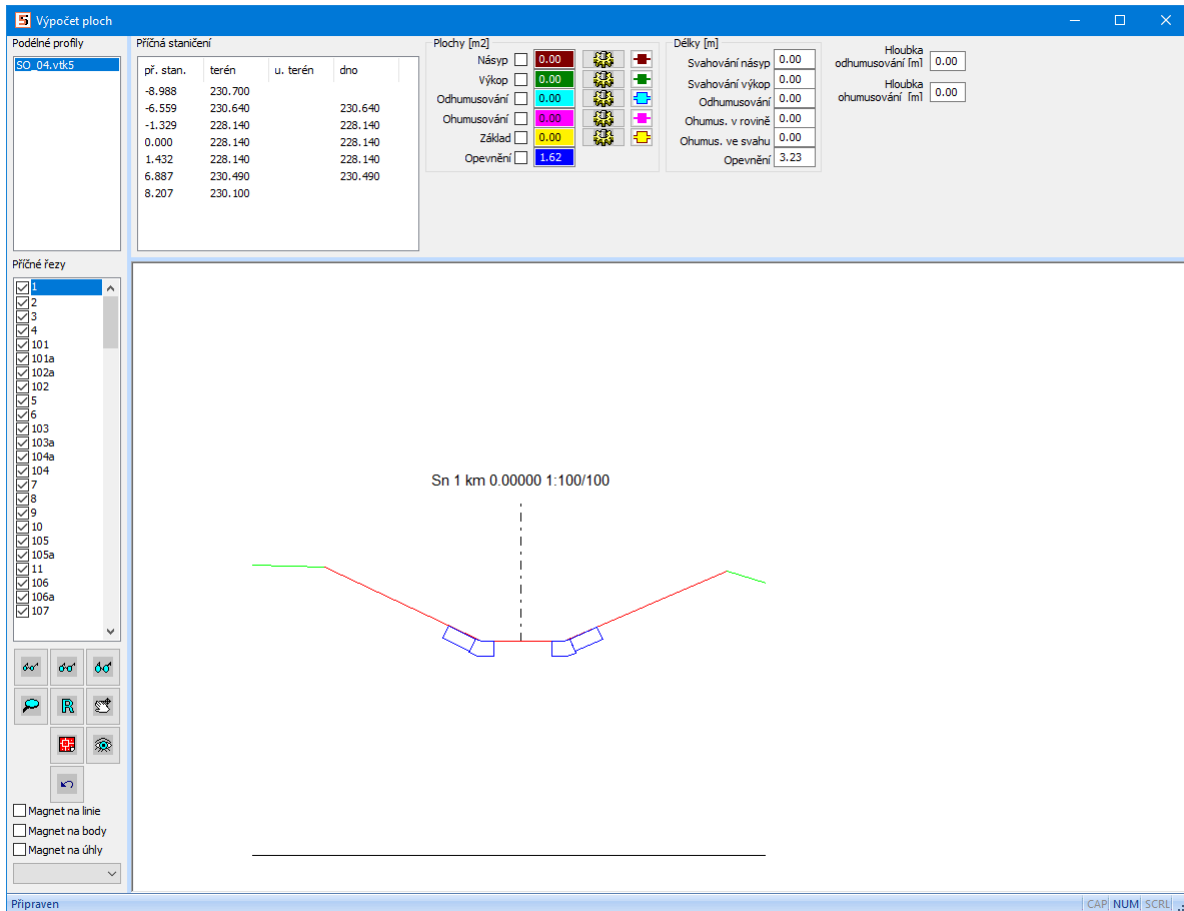 Výpočet ploch
Podélné profily
SO_04.vtk5
Příčná staničení
př. stan. terén u. terén dno
-8.988 230.700
-6.559 230.640 230.640
-1.329 228.140 228.140
0.000 228.140 228.140
1.432 228.140 228.140
6.887 230.490 230.490
8.207 230.100
Plochy [m2]
Násyp 0.00
Výkop 0.00
Odhumusování 0.00
Ohumusování 0.00
Základ 0.00
Opevnění 1.62
Délky [m]
Svahování násyp 0.00
Svahování výkop 0.00
Odhumusování 0.00
Ohumus. v rovině 0.00
Ohumus. ve svahu 0.00
Opevnění 3.23
Hloubka
odhumusování [m] 0.00
Hloubka
ohumusování [m] 0.00
Příčné řezy
1
2
3
4
101
101a
102a
102
5
6
103
103a
104a
104
7
8
9
10
105
105a
11
106
106a
107
R
Magnet na linie
Magnet na body
Magnet na úhly
Sn 1 km 0.00000 1:100/100
Připraven
CAP NUM SCRL